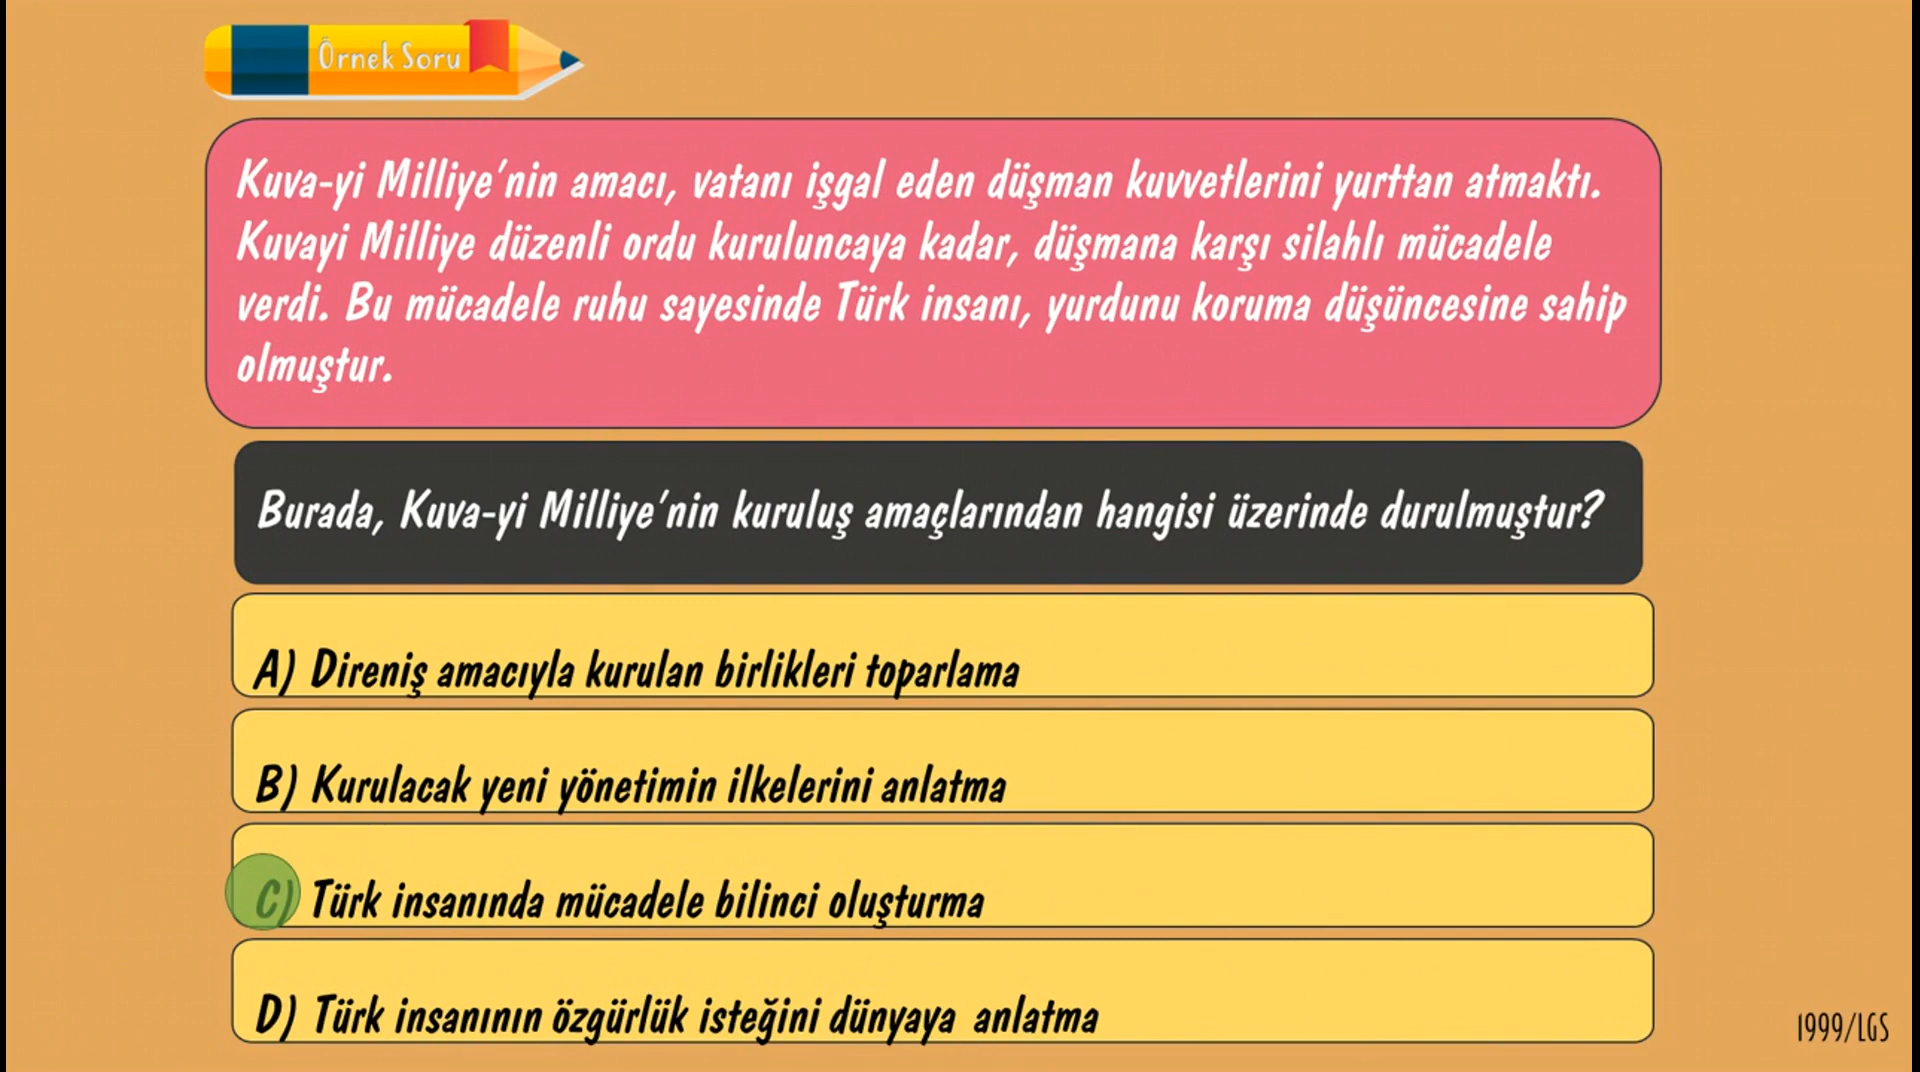 Örnek Soru
Kuva-yi Milliye’nin amacı, vatanı işgal eden düşman kuvvetlerini yurttan atmaktı.
Kuvayi Milliye düzenli ordu kuruluncaya kadar, düşmana karşı silahlı mücadele
verdi. Bu mücadele ruhu sayesinde Türk insanı, yurdunu koruma düşüncesine sahip
olmuştur.
Burada, Kuva-yi Milliye’nin kuruluş amaçlarından hangisi üzerinde durulmuştur?
A) Direniş amacıyla kurulan birlikleri toparlama
B) Kurulacak yeni yönetimin ilkelerini anlatma
C) Türk insanında mücadele bilinci oluşturma
D) Türk insanının özgürlük isteğini dünyaya anlatma
1999/LGS